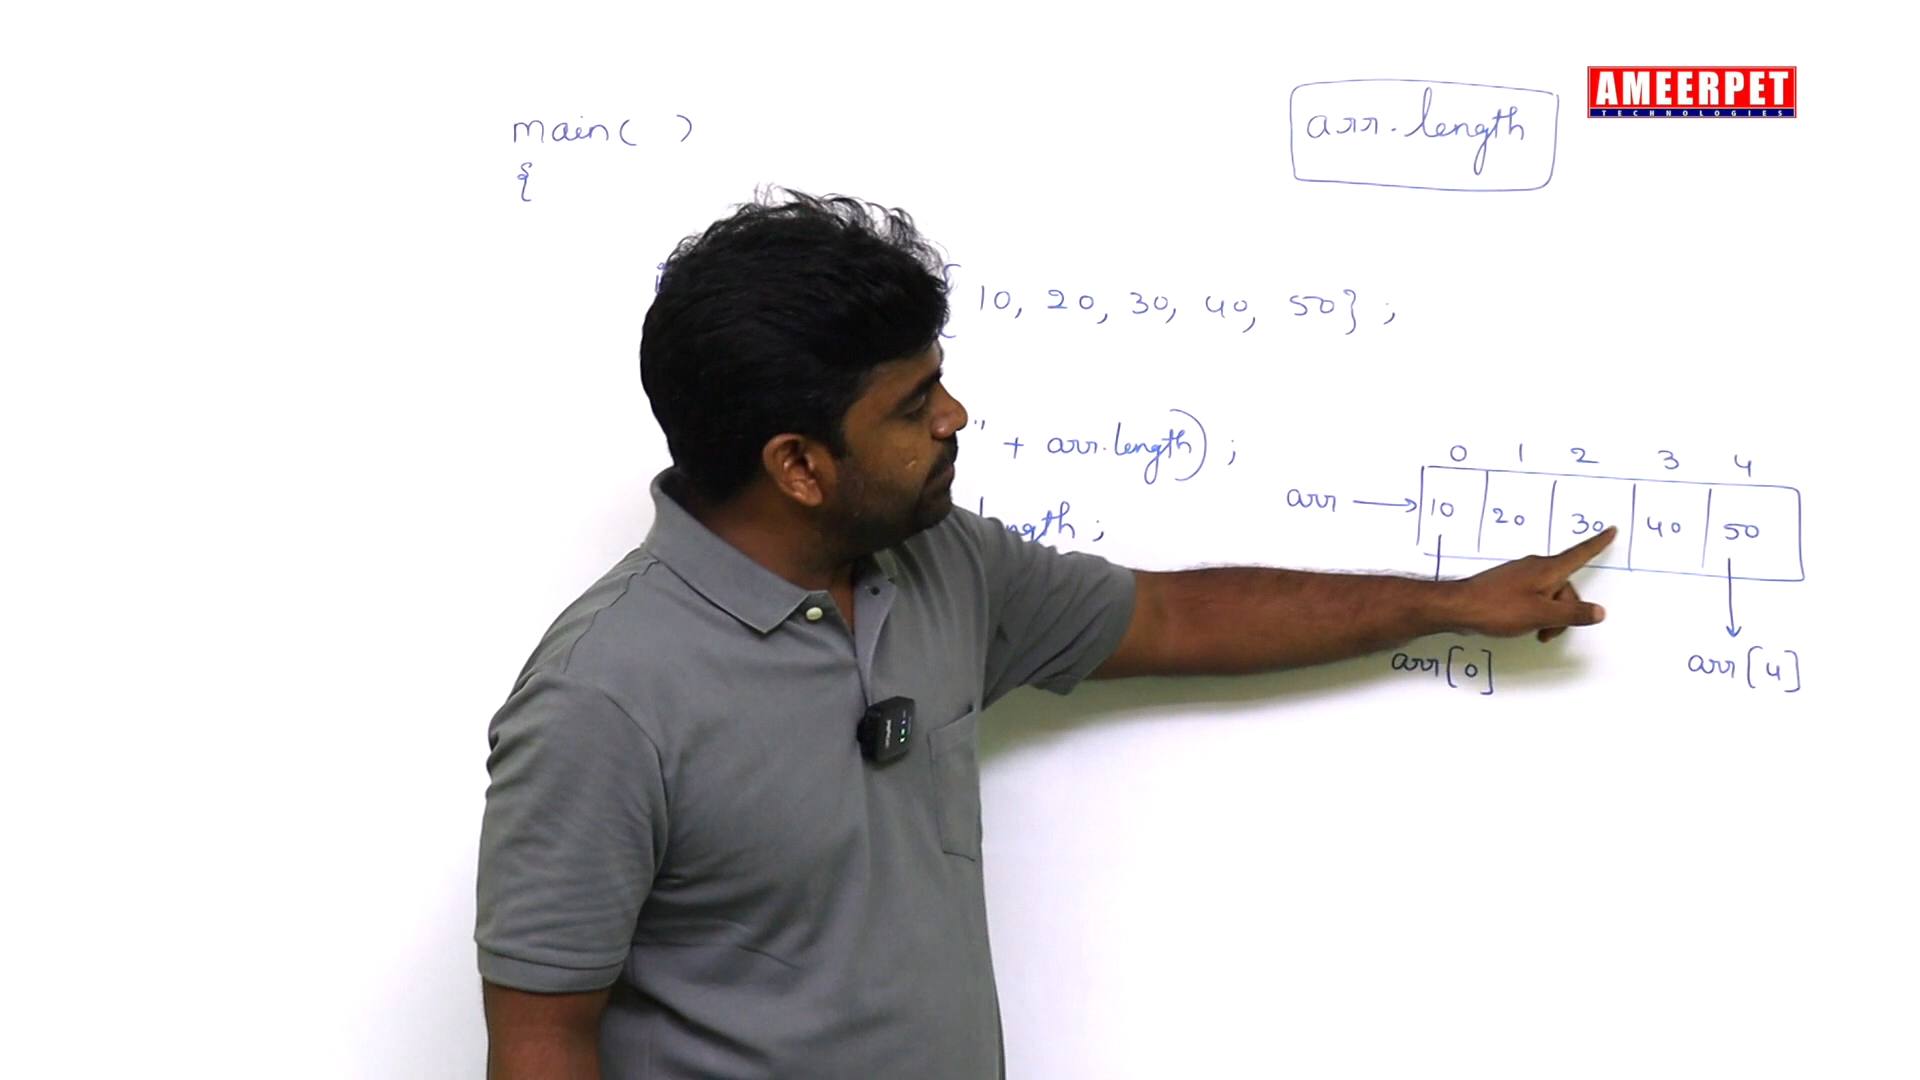 AMEERPET
TECHNOLOGIES
arr.length
main( )
{
{ 10, 20, 30, 40, 50} ;
" + arr.length) ;
length ;
0 1 2 3 4
arr → 10 20 30 40 50
arr[0] arr[4]